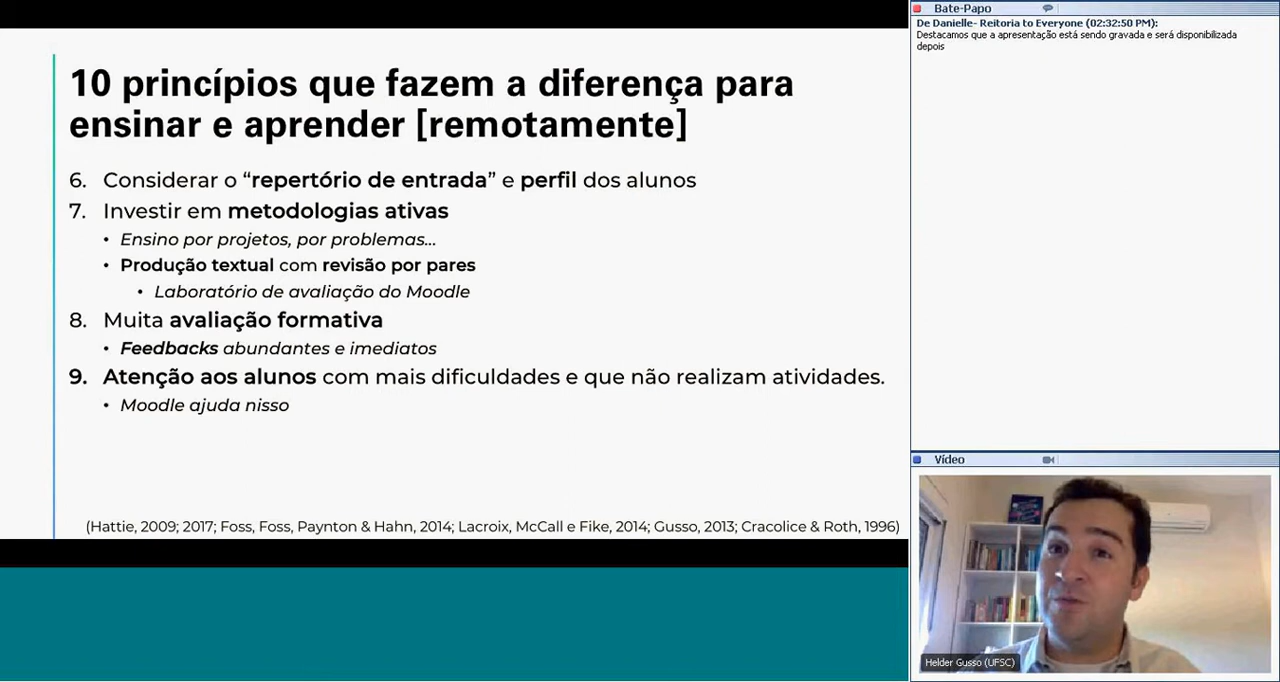 10 princípios que fazem a diferença para
ensinar e aprender [remotamente]
6. Considerar o “repertório de entrada” e perfil dos alunos
7. Investir em metodologias ativas
• Ensino por projetos, por problemas...
• Produção textual com revisão por pares
• Laboratório de avaliação do Moodle
8. Muita avaliação formativa
• Feedbacks abundantes e imediatos
9. Atenção aos alunos com mais dificuldades e que não realizam atividades.
• Moodle ajuda nisso
(Hattie, 2009; 2017; Foss, Foss, Paynton & Hahn, 2014; Lacroix, McCall e Fike, 2014; Gusso, 2013; Cracolice & Roth, 1996)
Bate-Papo
De Danielle- Reitoria to Everyone (02:32:50 PM):
Destacamos que a apresentação está sendo gravada e será disponibilizada
depois
Vídeo
Helder Gusso (UFSC)